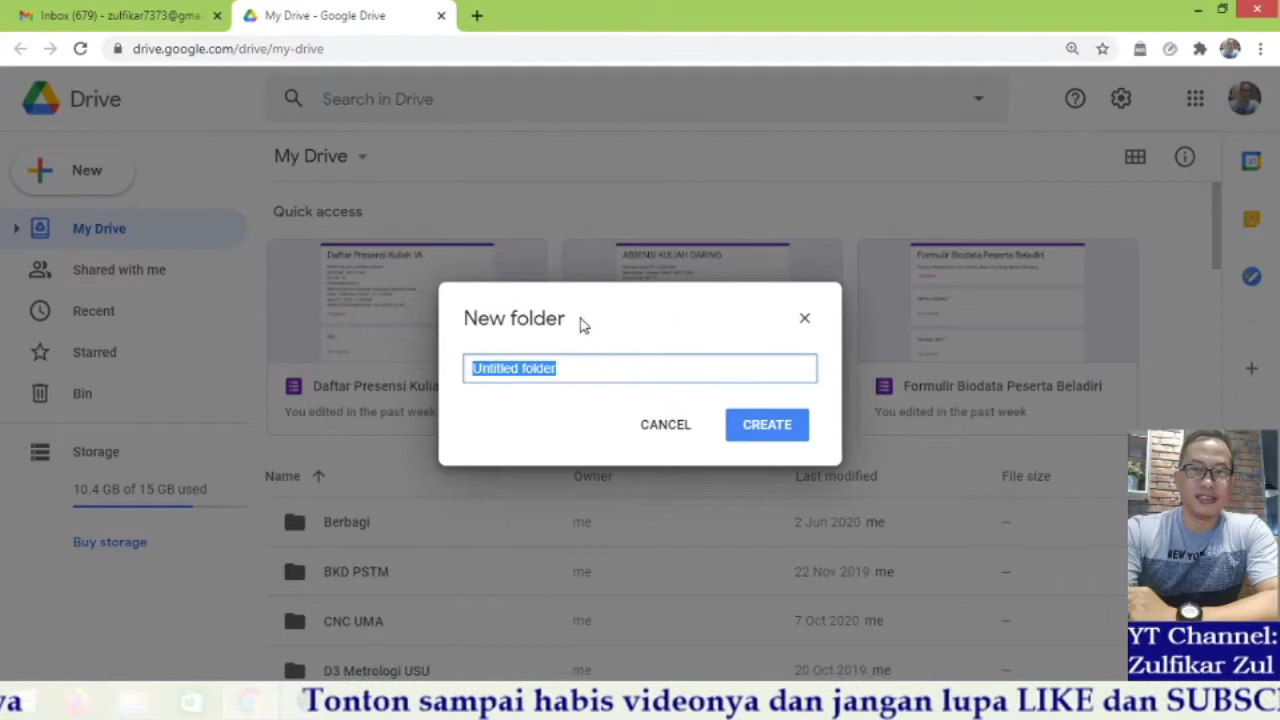 Inbox (679) - zulfikar7373@gma
My Drive - Google Drive
drive.google.com/drive/my-drive
Drive
Search in Drive
New
My Drive
Shared with me
Recent
Starred
Bin
Storage
10.4 GB of 15 GB used
Buy storage
My Drive
Quick access
Daftar Presensi Kuliah 1A
ABSENSI KULIAH DARING
Formulir Biodata Peserta Beladiri
Daftar Presensi Kulia
You edited in the past week
Formulir Biodata Peserta Beladiri
You edited in the past week
New folder
Untitled folder
CANCEL
CREATE
Name
Owner
Last modified
File size
Berbagi
me
2 Jun 2020 me
–
BKD PSTM
me
22 Nov 2019 me
–
CNC UMA
me
7 Oct 2020 me
–
D3 Metrologi USU
me
20 Oct 2019 me
–
NEW YO
YT Channel:
Zulfikar Zul
ya
Tonton sampai habis videonya dan jangan lupa LIKE dan SUBSC